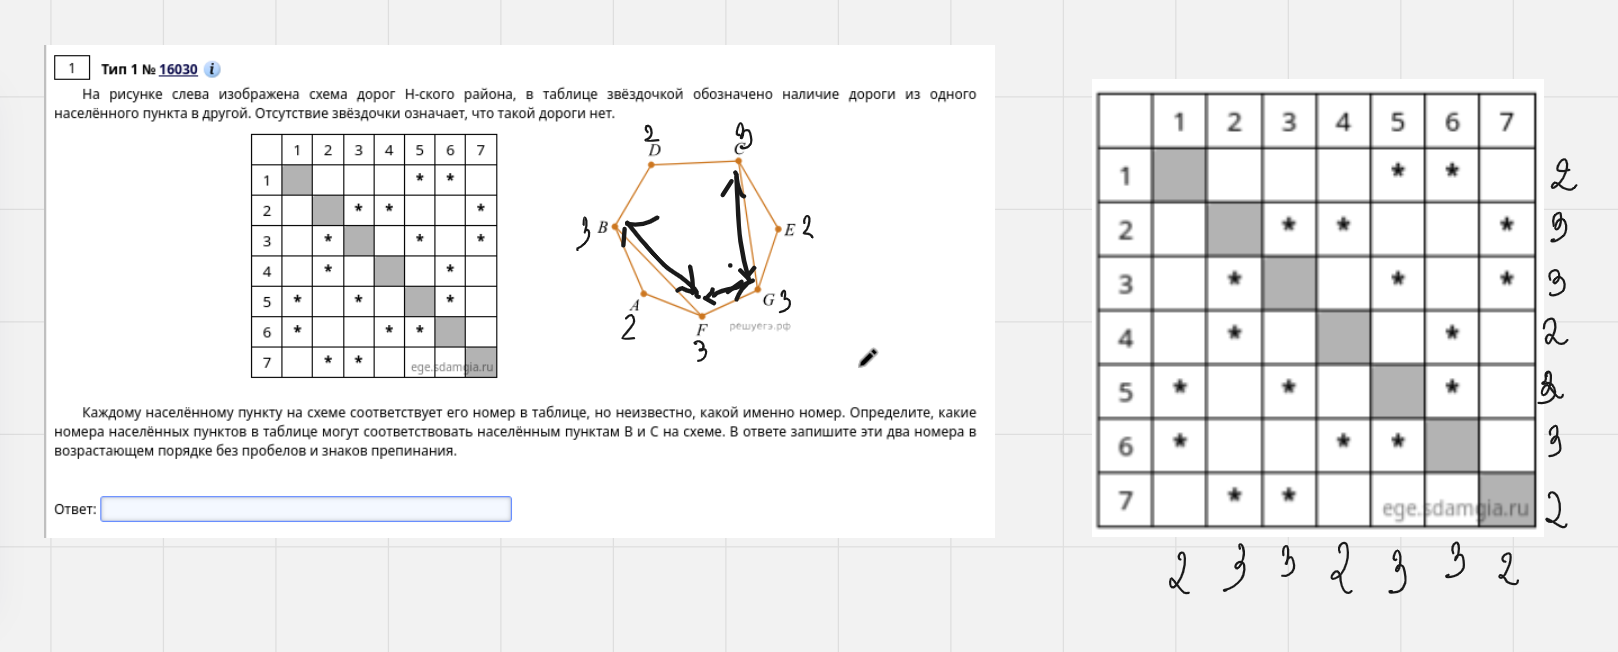 1 Тип 1 № 16030 i
На рисунке слева изображена схема дорог Н-ского района, в таблице звёздочкой обозначено наличие дороги из одного
населённого пункта в другой. Отсутствие звёздочки означает, что такой дороги нет.
1 2 3 4 5 6 7
1 * *
2 * * *
3 * * *
4 * *
5 * * *
6 * * *
7 * *
ege.sdamgia.ru
2
D
3
C
3 B
E 2
A
2
G 3
F
3
решуегэ.рф
Каждому населённому пункту на схеме соответствует его номер в таблице, но неизвестно, какой именно номер. Определите, какие
номера населённых пунктов в таблице могут соответствовать населённым пунктам B и C на схеме. В ответе запишите эти два номера в
возрастающем порядке без пробелов и знаков препинания.
Ответ:
1 2 3 4 5 6 7
1 * * 2
2 * * * 3
3 * * * 3
4 * * 2
5 * * * 3
6 * * * 3
7 * * 2
ege.sdamgia.ru
2 3 3 2 3 3 2